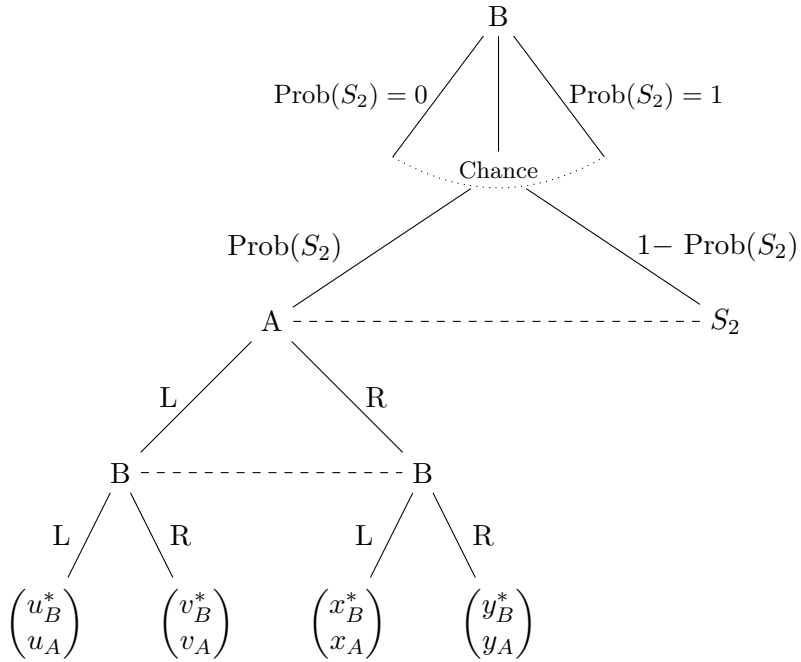 B
Prob(S₂) = 0
Prob(S₂) = 1
Chance
Prob(S₂)
1− Prob(S₂)
A
S₂
L
R
B
B
L
R
L
R
(u*_B u_A)
(v*_B v_A)
(x*_B x_A)
(y*_B y_A)